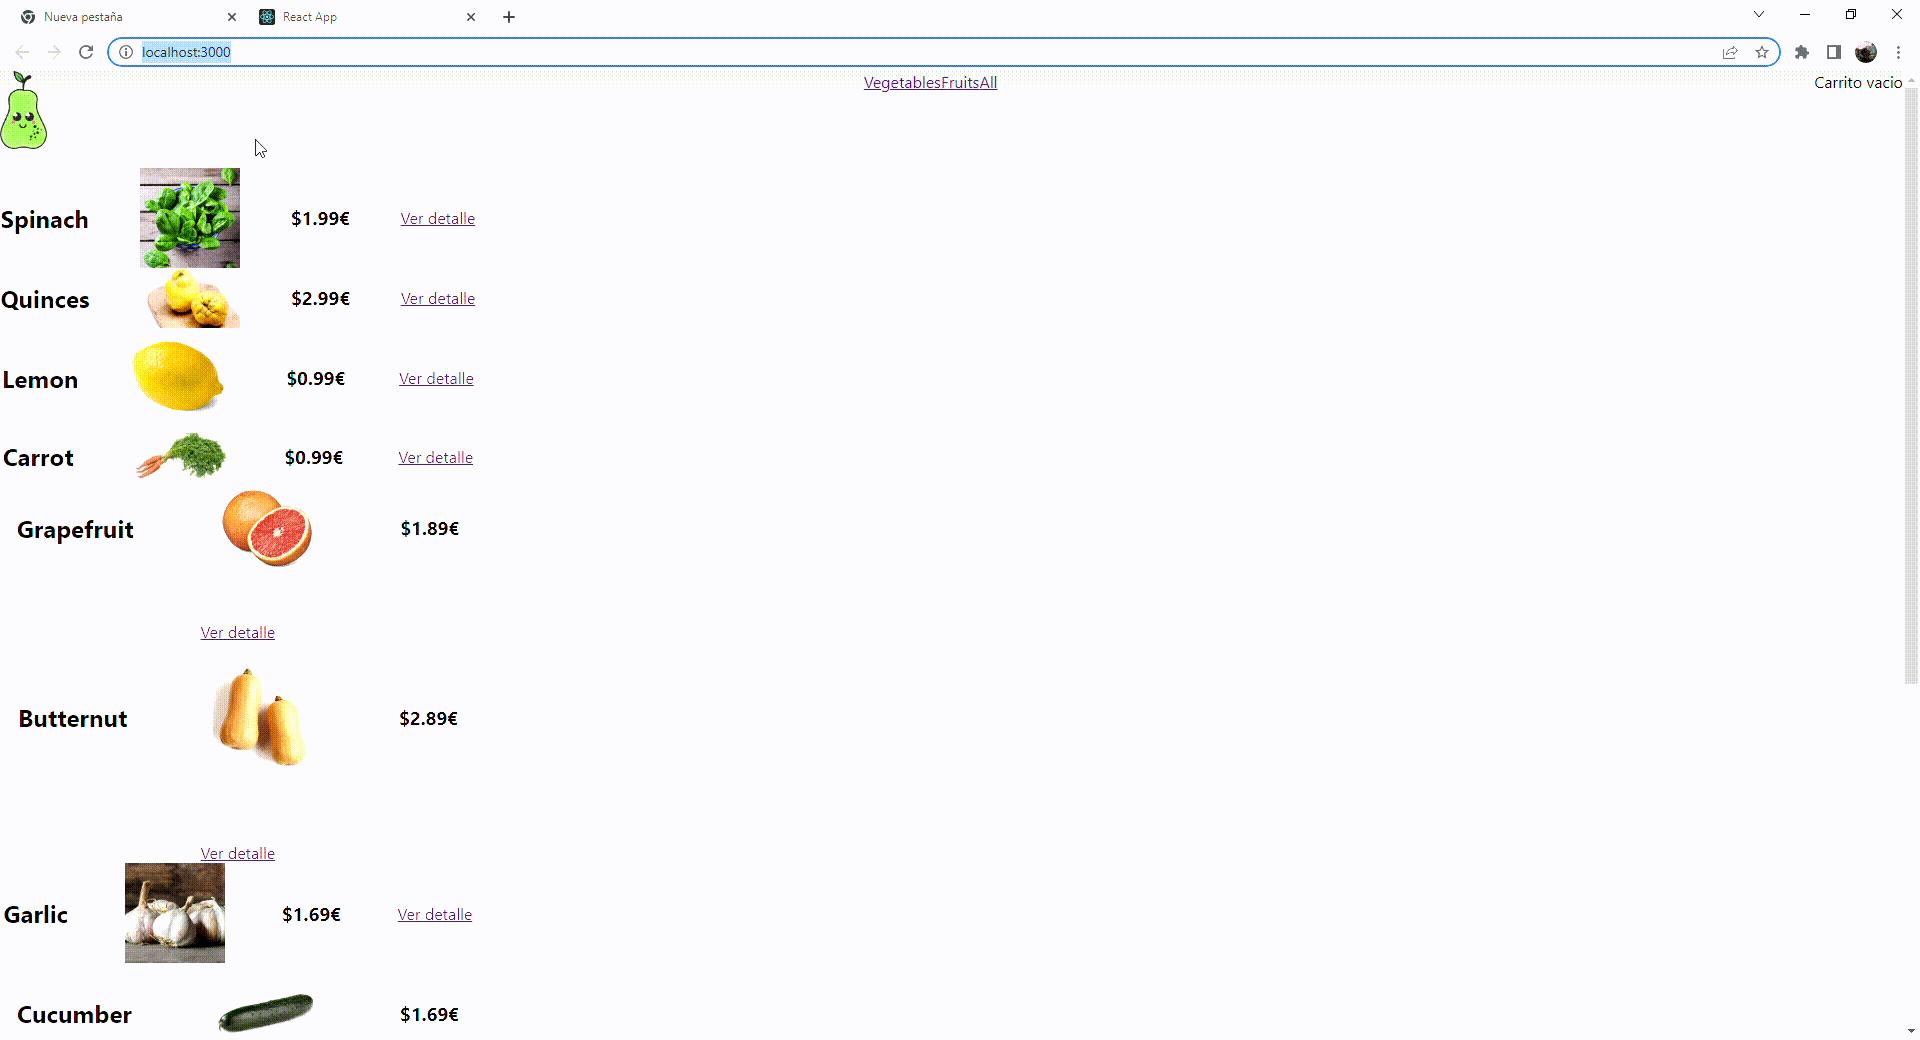 Nueva pestaña
React App
localhost:3000
VegetablesFruitsAll
Carrito vacio
Spinach $1.99€ Ver detalle
Quinces $2.99€ Ver detalle
Lemon $0.99€ Ver detalle
Carrot $0.99€ Ver detalle
Grapefruit $1.89€
Ver detalle
Butternut $2.89€
Ver detalle
Garlic $1.69€ Ver detalle
Cucumber $1.69€